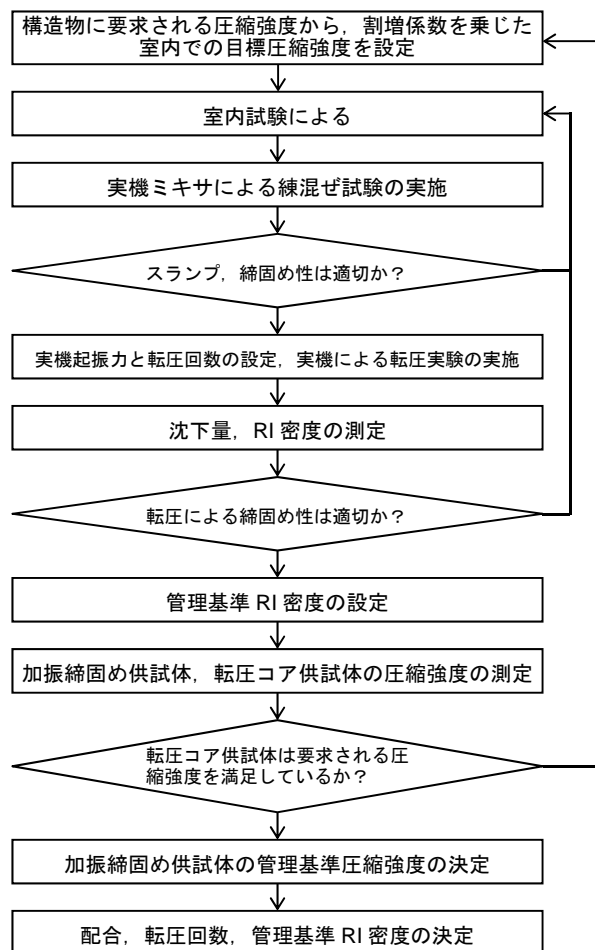 構造物に要求される圧縮強度から，割増係数を乗じた
室内での目標圧縮強度を設定
室内試験による
実機ミキサによる練混ぜ試験の実施
スランプ，締固め性は適切か？
実機起振力と転圧回数の設定，実機による転圧実験の実施
沈下量，RI 密度の測定
転圧による締固め性は適切か？
管理基準 RI 密度の設定
加振締固め供試体，転圧コア供試体の圧縮強度の測定
転圧コア供試体は要求される圧
縮強度を満足しているか？
加振締固め供試体の管理基準圧縮強度の決定
配合，転圧回数，管理基準 RI 密度の決定